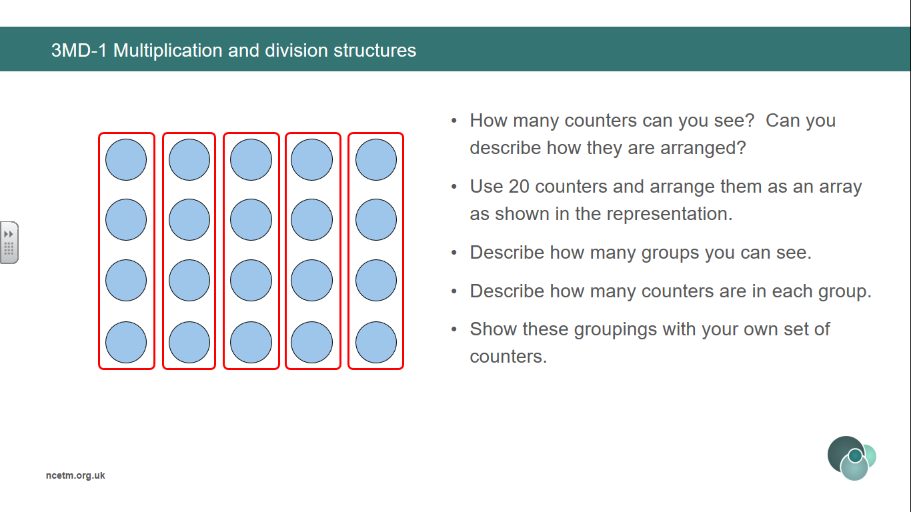 3MD-1 Multiplication and division structures
• How many counters can you see?  Can you
describe how they are arranged?
• Use 20 counters and arrange them as an array
as shown in the representation.
• Describe how many groups you can see.
• Describe how many counters are in each group.
• Show these groupings with your own set of
counters.
ncetm.org.uk